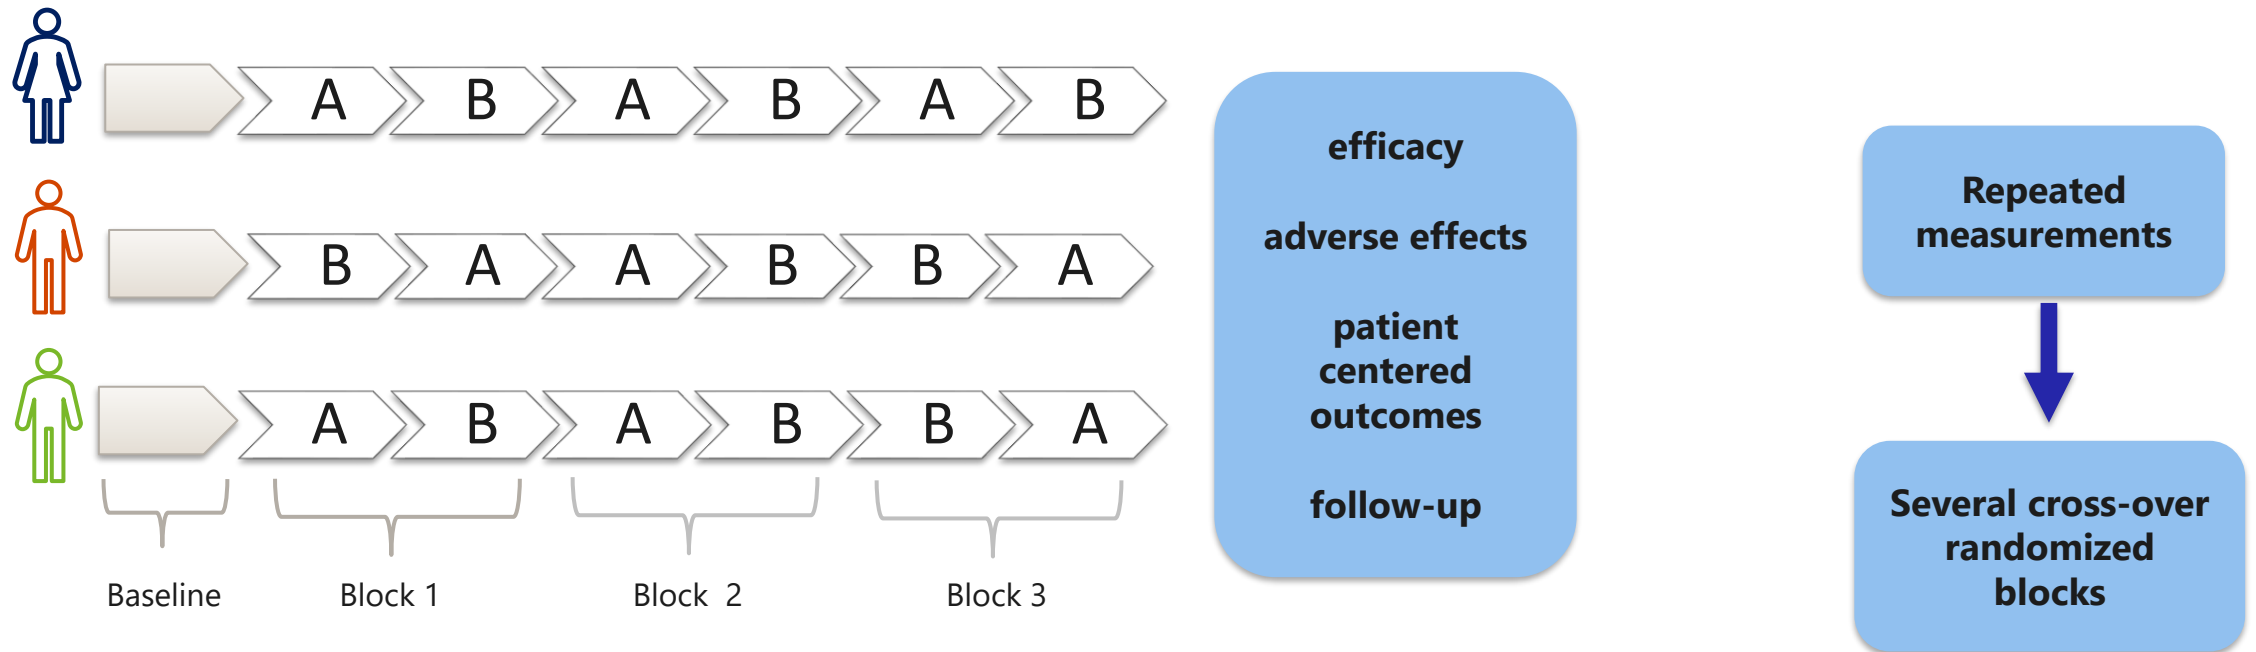 A B A B A B
B A A B B A
A B A B B A
Baseline
Block 1
Block 2
Block 3
efficacy
adverse effects
patient
centered
outcomes
follow-up
Repeated
measurements
Several cross-over
randomized
blocks